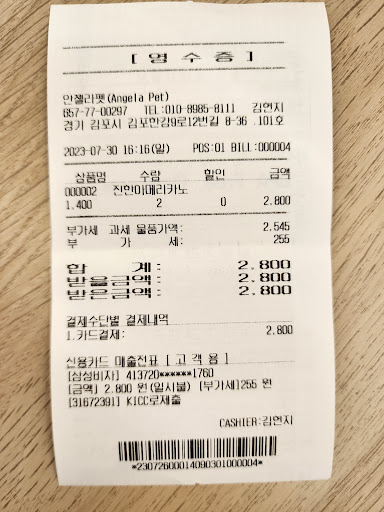 [ 영 수 증 ]
안젤라펫(Angela Pet)
657-77-00297 TEL:010-8985-8111 김연지
경기 김포시 김포한강9로12번길 8-36 .101호
2023-07-30 16:16(일) POS:01 BILL:000004
상품명 수량 할인 금액
000002 진한아메리카노
1.400 2 0 2.800
부가세 과세 물품가액: 2.545
부 가 세: 255
합 계: 2.800
받을금액: 2.800
받은금액: 2.800
결제수단별 결제내역
1.카드결제: 2.800
신용카드 매출전표 [ 고 객 용 ]
[삼성비자] 413720******1760
[금액] 2.800 원(일시불) [부가세]255 원
[31672391] KICC로제출
CASHIER:김연지
*23072600014090301000004*